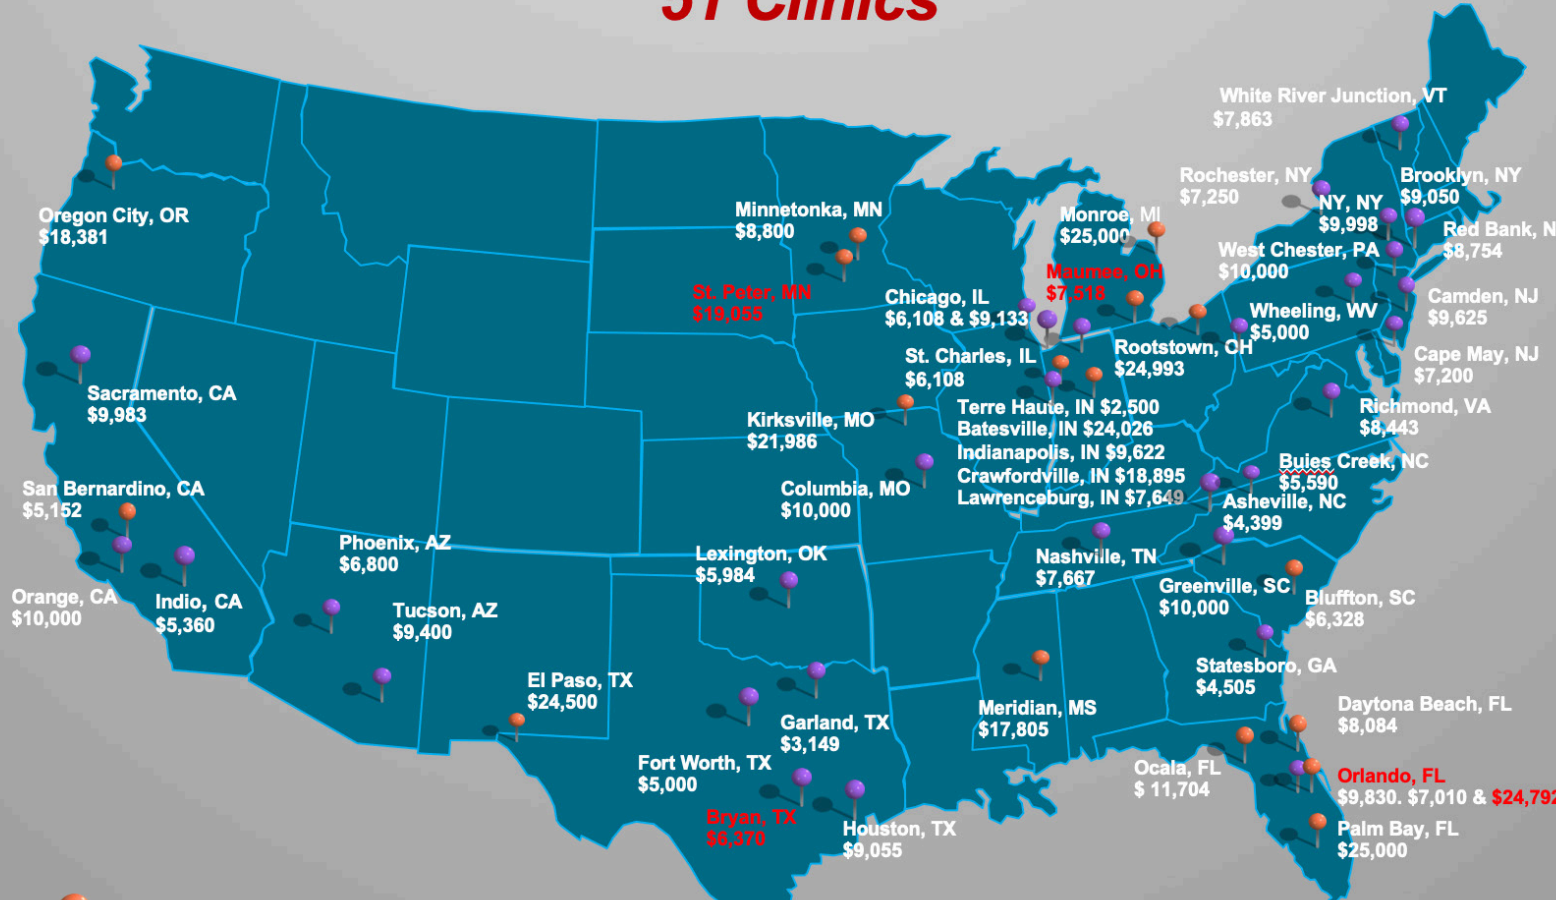 51 Clinics
White River Junction, VT
$7,863
Rochester, NY
$7,250
Brooklyn, NY
$9,050
NY, NY
$9,998
Red Bank, N
$8,754
Minnetonka, MN
$8,800
Monroe, MI
$25,000
Oregon City, OR
$18,381
West Chester, PA
$10,000
Maumee, OH
$7,518
St. Peter, MN
$19,055
Chicago, IL
$6,108 & $9,133
Camden, NJ
$9,625
Wheeling, WV
$5,000
Rootstown, OH
$24,993
St. Charles, IL
$6,108
Cape May, NJ
$7,200
Sacramento, CA
$9,983
Kirksville, MO
$21,986
Terre Haute, IN $2,500
Batesville, IN $24,026
Indianapolis, IN $9,622
Crawfordville, IN $18,895
Lawrenceburg, IN $7,649
Richmond, VA
$8,443
Buies Creek, NC
$5,590
San Bernardino, CA
$5,152
Columbia, MO
$10,000
Asheville, NC
$4,399
Phoenix, AZ
$6,800
Lexington, OK
$5,984
Nashville, TN
$7,667
Greenville, SC
$10,000
Orange, CA
$10,000
Indio, CA
$5,360
Tucson, AZ
$9,400
Bluffton, SC
$6,328
Statesboro, GA
$4,505
El Paso, TX
$24,500
Meridian, MS
$17,805
Daytona Beach, FL
$8,084
Garland, TX
$3,149
Fort Worth, TX
$5,000
Ocala, FL
$ 11,704
Orlando, FL
$9,830. $7,010 & $24,792
Bryan, TX
$6,370
Houston, TX
$9,055
Palm Bay, FL
$25,000